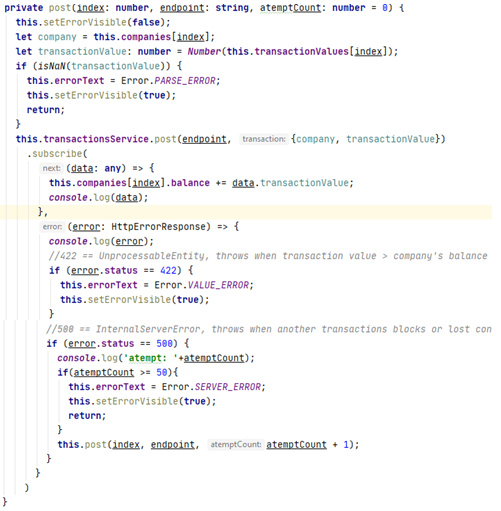 private post(index: number, endpoint: string, atemptCount: number = 0) {
this.setErrorVisible(false);
let company = this.companies[index];
let transactionValue: number = Number(this.transactionValues[index]);
if (isNaN(transactionValue)) {
this.errorText = Error.PARSE_ERROR;
this.setErrorVisible(true);
return;
}
this.transactionsService.post(endpoint, transaction: {company, transactionValue})
.subscribe(
next: (data: any) => {
this.companies[index].balance += data.transactionValue;
console.log(data);
},
error: (error: HttpErrorResponse) => {
console.log(error);
//422 == UnprocessableEntity, throws when transaction value > company's balance
if (error.status == 422) {
this.errorText = Error.VALUE_ERROR;
this.setErrorVisible(true);
}
//500 == InternalServerError, throws when another transactions blocks or lost con
if (error.status == 500) {
console.log('atempt: '+atemptCount);
if(atemptCount >= 50){
this.errorText = Error.SERVER_ERROR;
this.setErrorVisible(true);
return;
}
this.post(index, endpoint, atemptCount: atemptCount + 1);
}
}
)
}